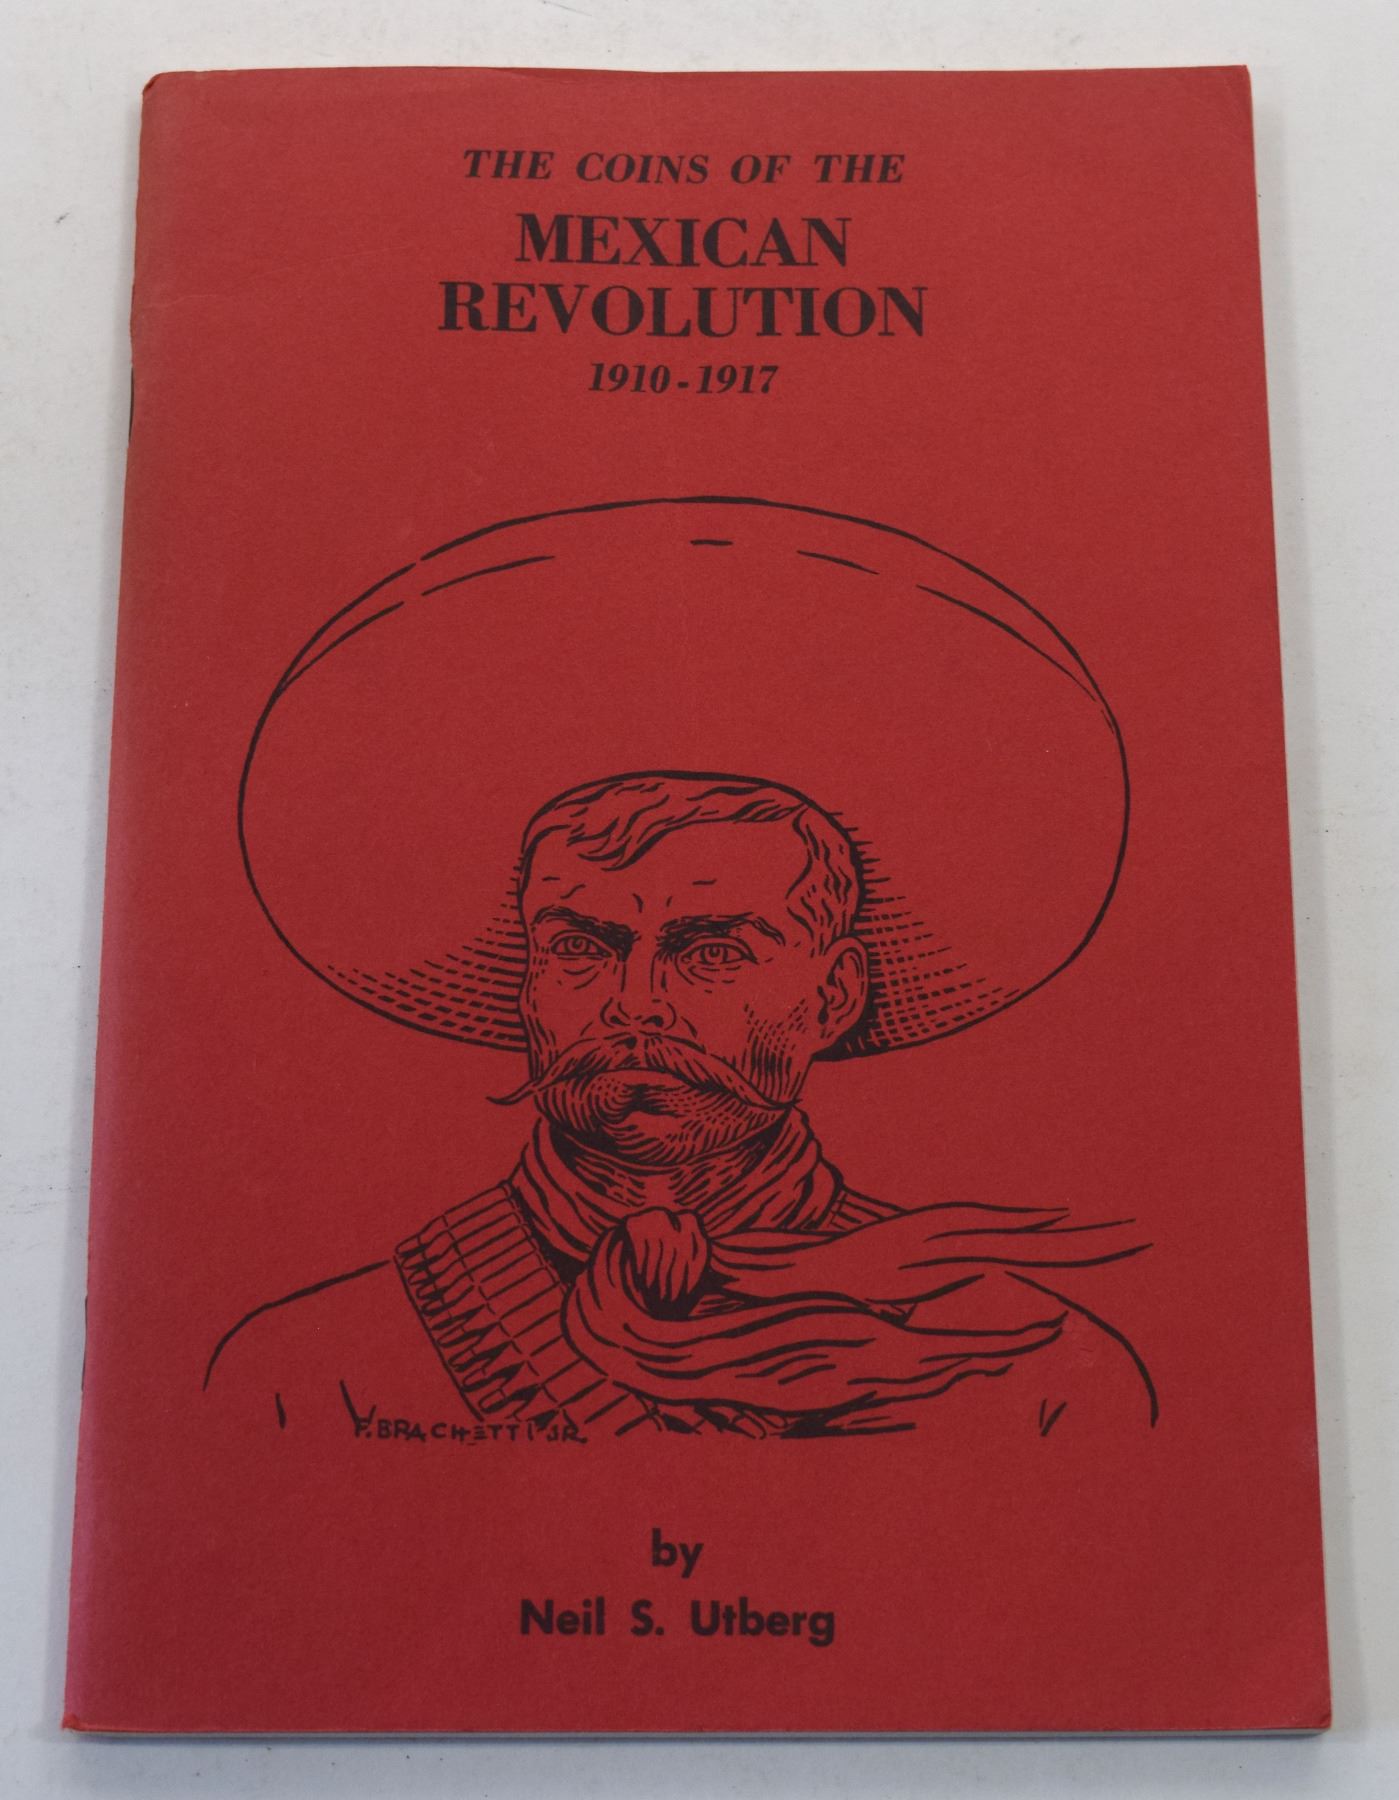 THE COINS OF THE
MEXICAN
REVOLUTION
1910-1917
F. BRACHETTI JR.
by
Neil S. Utberg